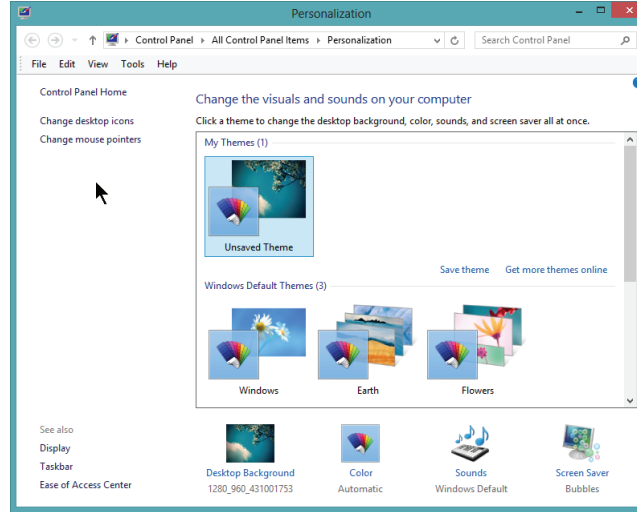 Personalization
Control Panel All Control Panel Items Personalization Search Control Panel
File Edit View Tools Help
Control Panel Home
Change desktop icons
Change mouse pointers
Change the visuals and sounds on your computer
Click a theme to change the desktop background, color, sounds, and screen saver all at once.
My Themes (1)
Unsaved Theme
Save theme Get more themes online
Windows Default Themes (3)
Windows Earth Flowers
See also
Display
Taskbar
Ease of Access Center
Desktop Background Color Sounds Screen Saver
1280_960_431001753 Automatic Windows Default Bubbles